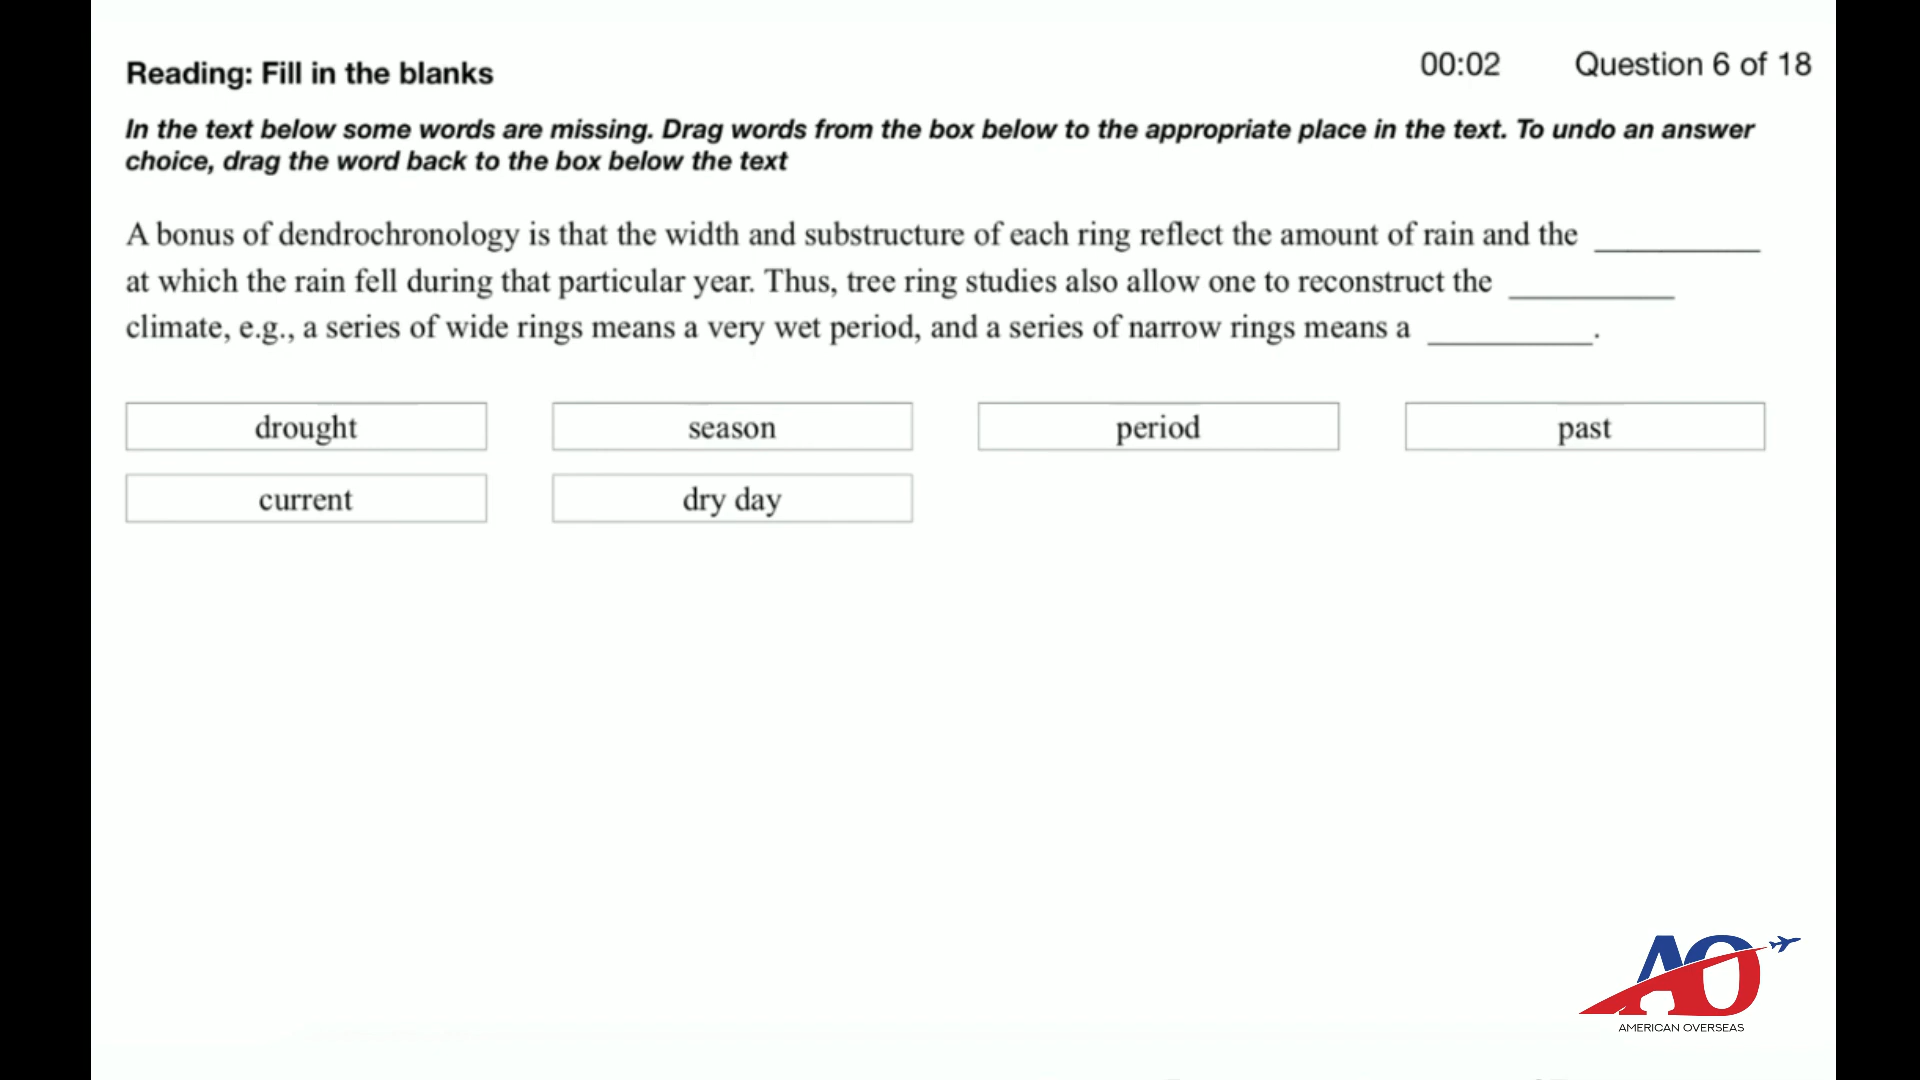 Reading: Fill in the blanks
00:02
Question 6 of 18
In the text below some words are missing. Drag words from the box below to the appropriate place in the text. To undo an answer
choice, drag the word back to the box below the text
A bonus of dendrochronology is that the width and substructure of each ring reflect the amount of rain and the __________
at which the rain fell during that particular year. Thus, tree ring studies also allow one to reconstruct the __________
climate, e.g., a series of wide rings means a very wet period, and a series of narrow rings means a __________.
drought
season
period
past
current
dry day
AO
AMERICAN OVERSEAS